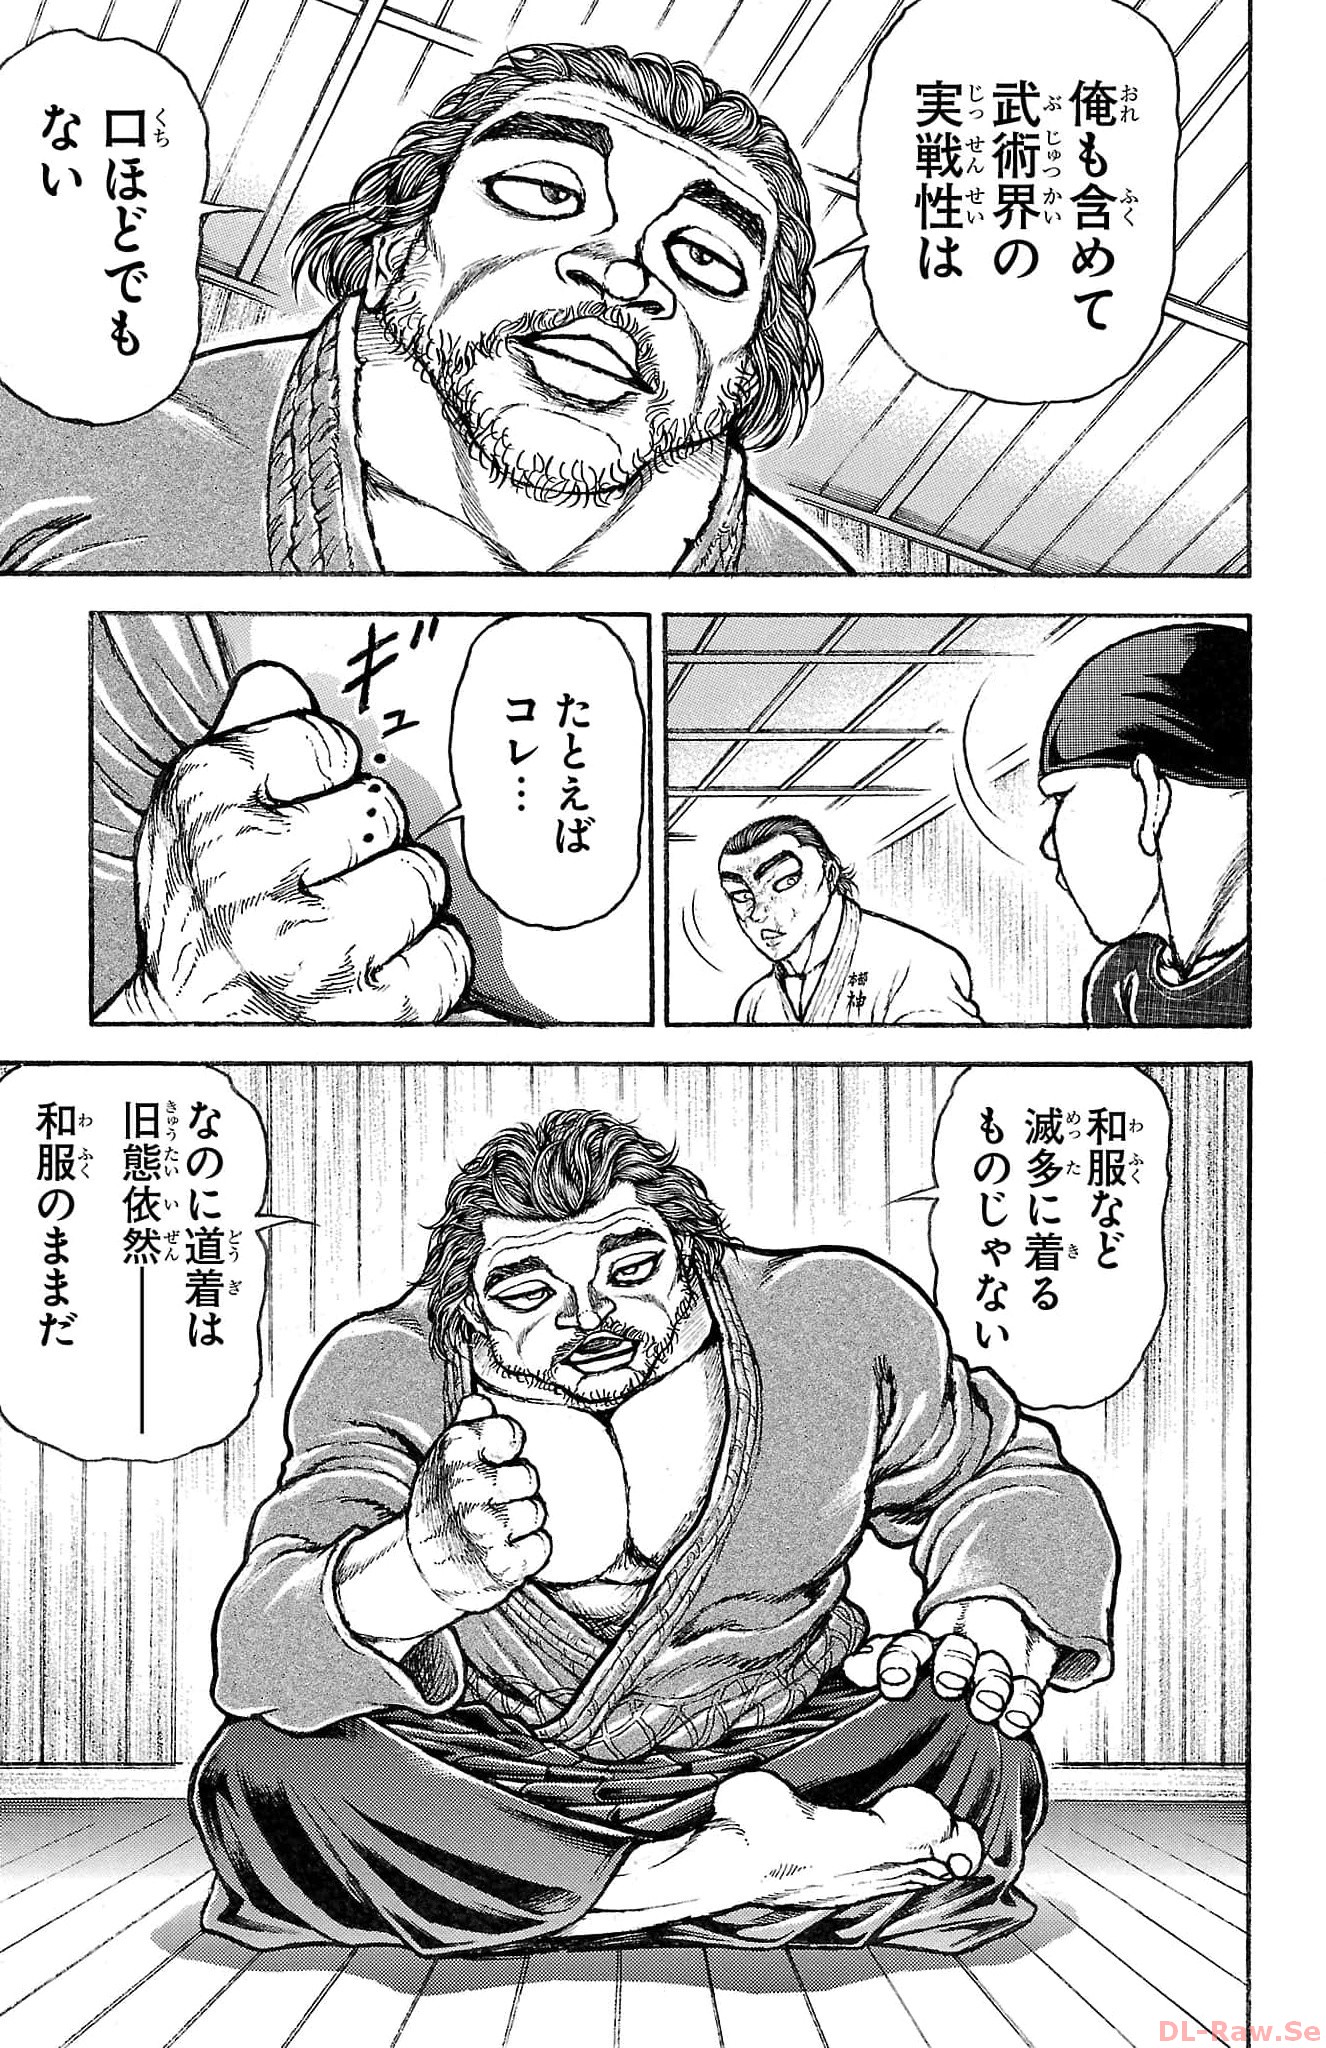 俺も含めて
武術界の
実戦性は
口ほどでも
ない
たとえば
コレ…
ギュ…
本部
神
和服など
滅多に着る
ものじゃない
なのに道着は
旧態依然――
和服のままだ
DL-Raw.Se